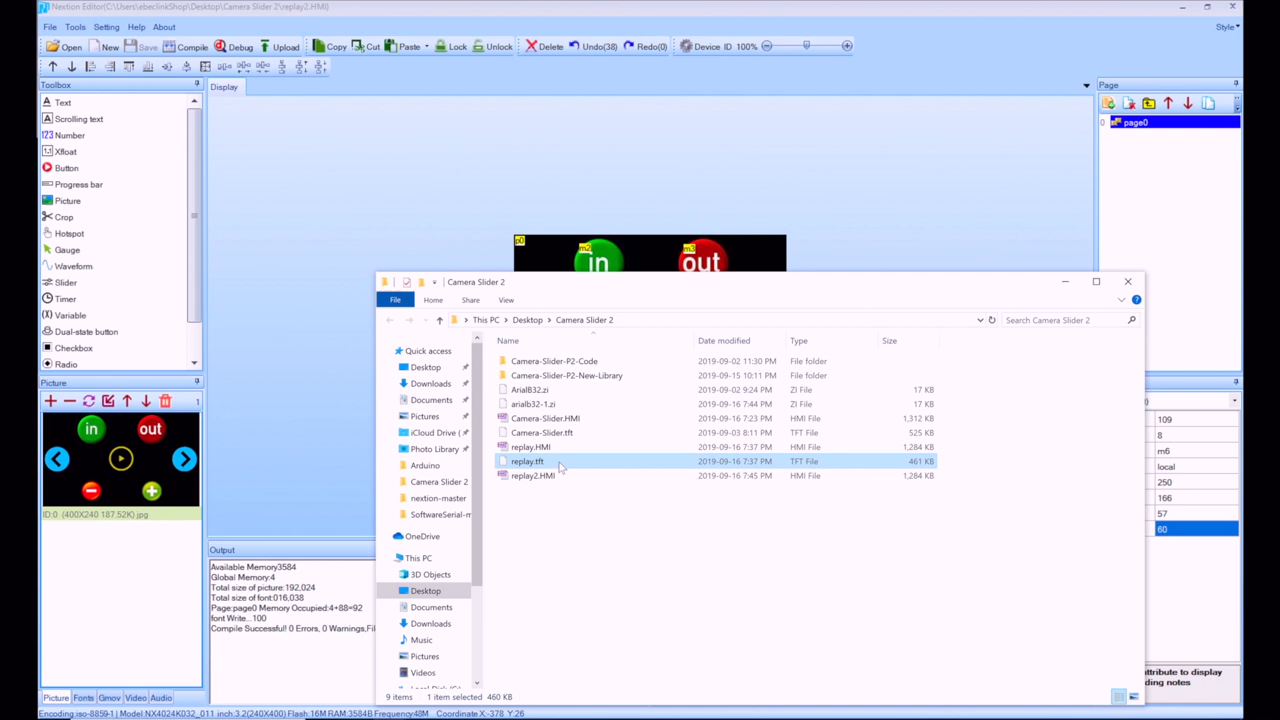 Nextion Editor(C:\Users\ebeclinkShop\Desktop\Camera Slider 2\replay2.HMI)
File Tools Setting Help About
Style
Open New Save Compile Debug Upload Copy Cut Paste Lock Unlock Delete Undo(38) Redo(0) Device ID 100%
Toolbox
Display
Page
A Text
A Scrolling text
123 Number
1.1 Xfloat
Button
Progress bar
Picture
Crop
Hotspot
Gauge
Waveform
Slider
Timer
Variable
Dual-state button
Checkbox
Radio
0 page0
p0
m2
in
m3
out
Picture
1
in out
ID:0 (400X240 187.52K) jpg
Picture Fonts Gmov Video Audio
Camera Slider 2
File Home Share View
This PC Desktop Camera Slider 2
Search Camera Slider 2
Name Date modified Type Size
Quick access
Desktop
Downloads
Documents
Pictures
iCloud Drive (
Photo Library
Arduino
Camera Slider 2
nextion-master
SoftwareSerial-m
OneDrive
This PC
3D Objects
Desktop
Documents
Downloads
Music
Pictures
Videos
Camera-Slider-P2-Code 2019-09-02 11:30 PM File folder
Camera-Slider-P2-New-Library 2019-09-15 10:11 PM File folder
ArialB32.zi 2019-09-02 9:24 PM ZI File 17 KB
arialb32-1.zi 2019-09-16 7:44 PM ZI File 17 KB
Camera-Slider.HMI 2019-09-16 7:23 PM HMI File 1,312 KB
Camera-Slider.tft 2019-09-03 8:11 PM TFT File 525 KB
replay.HMI 2019-09-16 7:37 PM HMI File 1,284 KB
replay.tft 2019-09-16 7:37 PM TFT File 461 KB
replay2.HMI 2019-09-16 7:45 PM HMI File 1,284 KB
9 items 1 item selected 460 KB
109
8
m6
local
250
166
57
60
ttribute to display
ding notes
Output
Available Memory3584
Global Memory:4
Total size of picture:192,024
Total size of font:016,038
Page:page0 Memory Occupied:4+88=92
font Write...100
Compile Successful! 0 Errors, 0 Warnings,Fil
Encoding:iso-8859-1 Model:NX4024K032_011 inch:3.2(240X400) Flash:16M RAM:3584B Frequency:48M Coordinate X:-378 Y:26